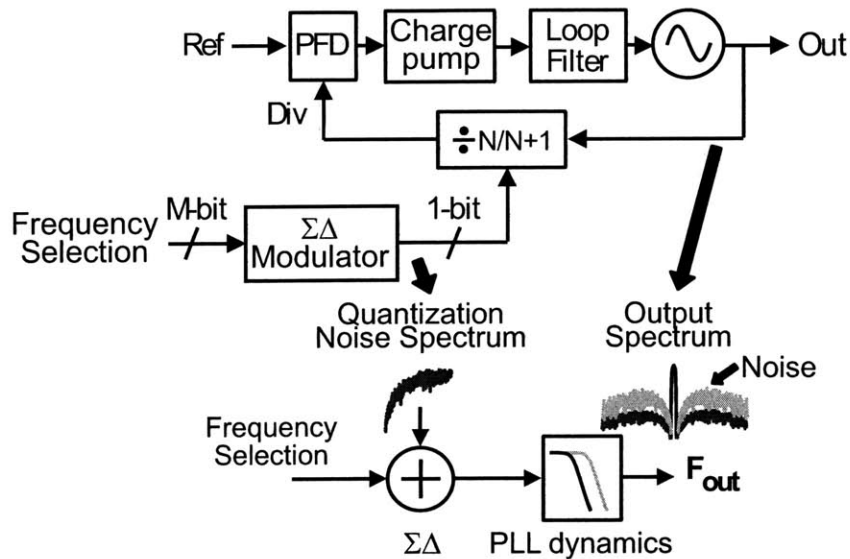 Ref
PFD
Charge
pump
Loop
Filter
Out
Div
÷ N/N+1
Frequency
Selection
M-bit
ΣΔ
Modulator
1-bit
Quantization
Noise Spectrum
Output
Spectrum
Noise
Frequency
Selection
ΣΔ
PLL dynamics
Fout